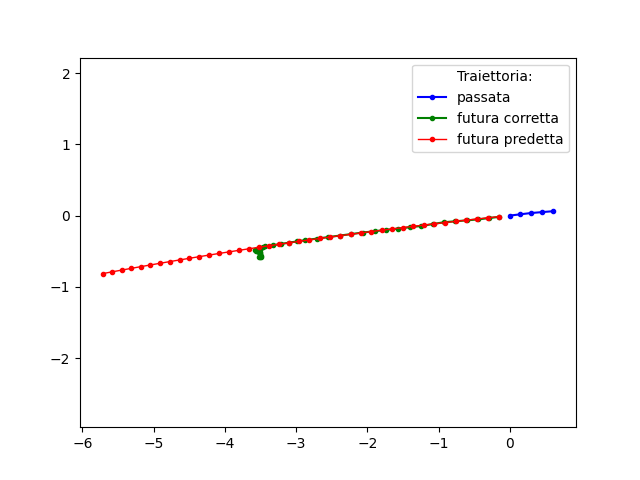 Traiettoria:
passata
futura corretta
futura predetta
2
1
0
−1
−2
−6 −5 −4 −3 −2 −1 0